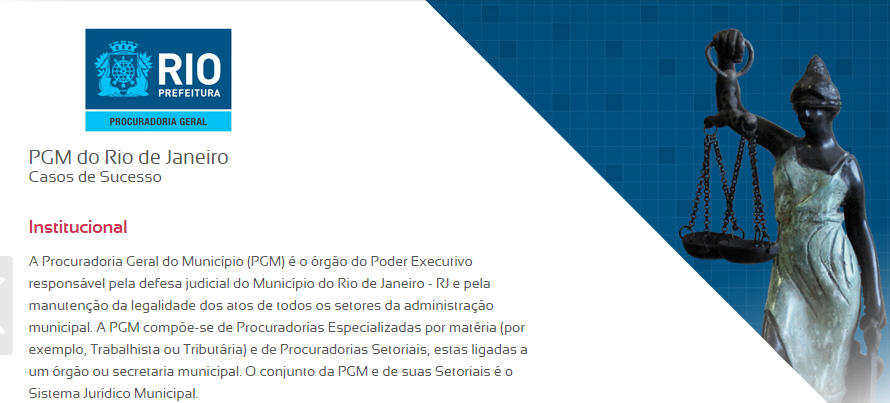 RIO
PREFEITURA
PROCURADORIA GERAL
PGM do Rio de Janeiro
Casos de Sucesso
Institucional
A Procuradoria Geral do Município (PGM) é o órgão do Poder Executivo
responsável pela defesa judicial do Município do Rio de Janeiro - RJ e pela
manutenção da legalidade dos atos de todos os setores da administração
municipal. A PGM compõe-se de Procuradorias Especializadas por matéria (por
exemplo, Trabalhista ou Tributária) e de Procuradorias Setoriais, estas ligadas a
um órgão ou secretaria municipal. O conjunto da PGM e de suas Setoriais é o
Sistema Jurídico Municipal.